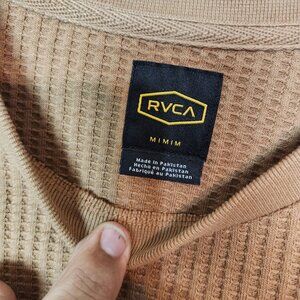 RVCA
M|M|M
Made in Pakistan
Hecho en Pakistan
Fabriqué au Pakistan